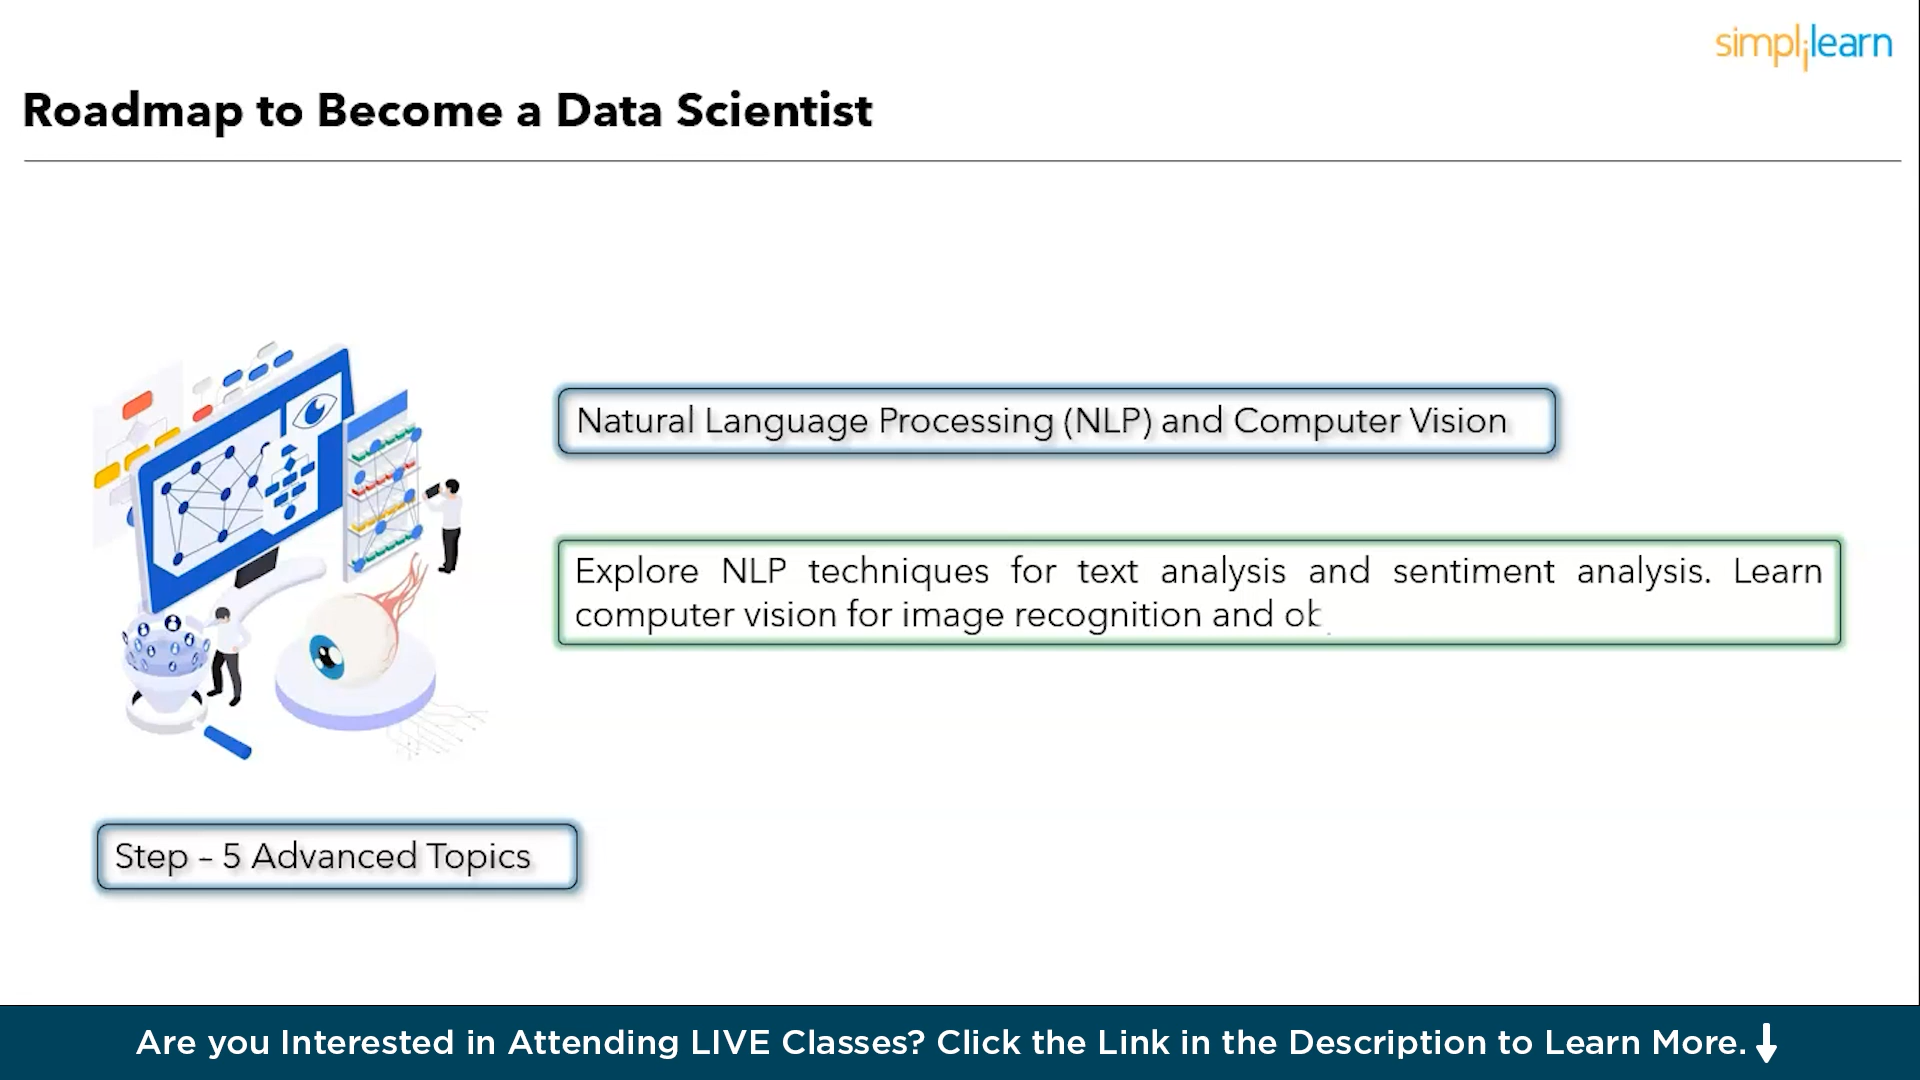 simplilearn
Roadmap to Become a Data Scientist
Natural Language Processing (NLP) and Computer Vision
Explore NLP techniques for text analysis and sentiment analysis. Learn
computer vision for image recognition and
Step – 5 Advanced Topics
Are you Interested in Attending LIVE Classes? Click the Link in the Description to Learn More.